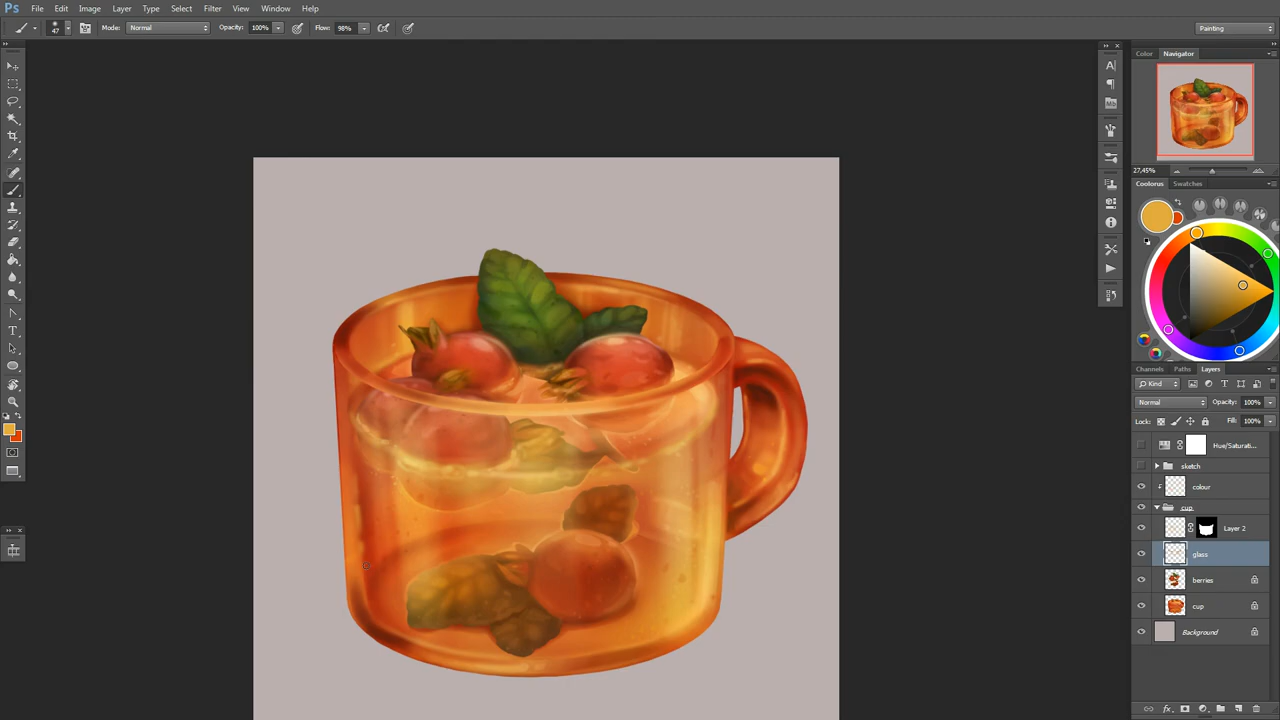 Ps File Edit Image Layer Type Select Filter View Window Help
47 Mode: Normal Opacity: 100% Flow: 98% Painting
Color Navigator
27,45%
Coolorus Swatches
Channels Paths Layers
Kind
Normal Opacity: 100%
Lock: Fill: 100%
Hue/Saturati...
sketch
colour
cup
Layer 2
glass
berries
cup
Background
fx